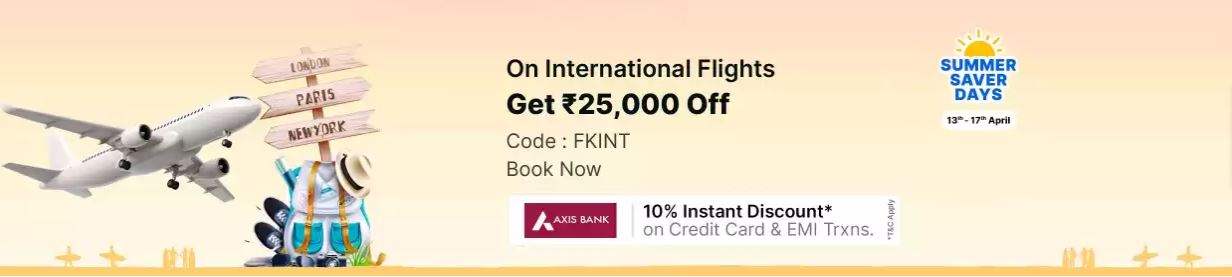 LONDON
PARIS
NEWYORK
On International Flights
Get ₹25,000 Off
Code : FKINT
Book Now
AXIS BANK
10% Instant Discount*
on Credit Card & EMI Trxns.
*T&C Apply
SUMMER
SAVER
DAYS
13th - 17th April